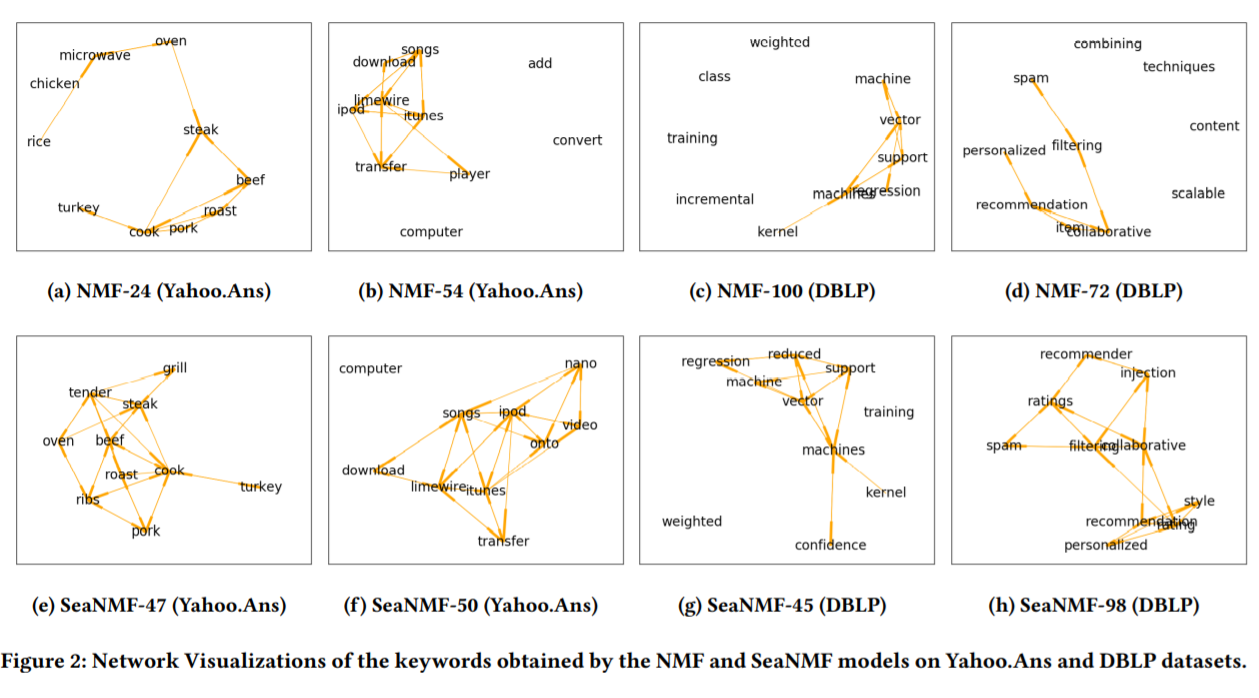 oven
microwave
chicken
rice
steak
beef
roast
turkey
pork
cook
(a) NMF-24 (Yahoo.Ans)
songs
download
add
limewire
ipod
itunes
convert
transfer
player
computer
(b) NMF-54 (Yahoo.Ans)
weighted
class
machine
vector
training
support
machines
regression
incremental
kernel
(c) NMF-100 (DBLP)
combining
techniques
spam
content
filtering
personalized
scalable
recommendation
item
collaborative
(d) NMF-72 (DBLP)
grill
tender
steak
oven
beef
roast
cook
turkey
ribs
pork
(e) SeaNMF-47 (Yahoo.Ans)
computer
nano
songs
ipod
video
onto
download
limewire
itunes
transfer
(f) SeaNMF-50 (Yahoo.Ans)
reduced
regression
support
machine
vector
training
machines
kernel
weighted
confidence
(g) SeaNMF-45 (DBLP)
recommender
injection
ratings
spam
filtering
collaborative
style
recommendation
rating
personalized
(h) SeaNMF-98 (DBLP)
Figure 2: Network Visualizations of the keywords obtained by the NMF and SeaNMF models on Yahoo.Ans and DBLP datasets.